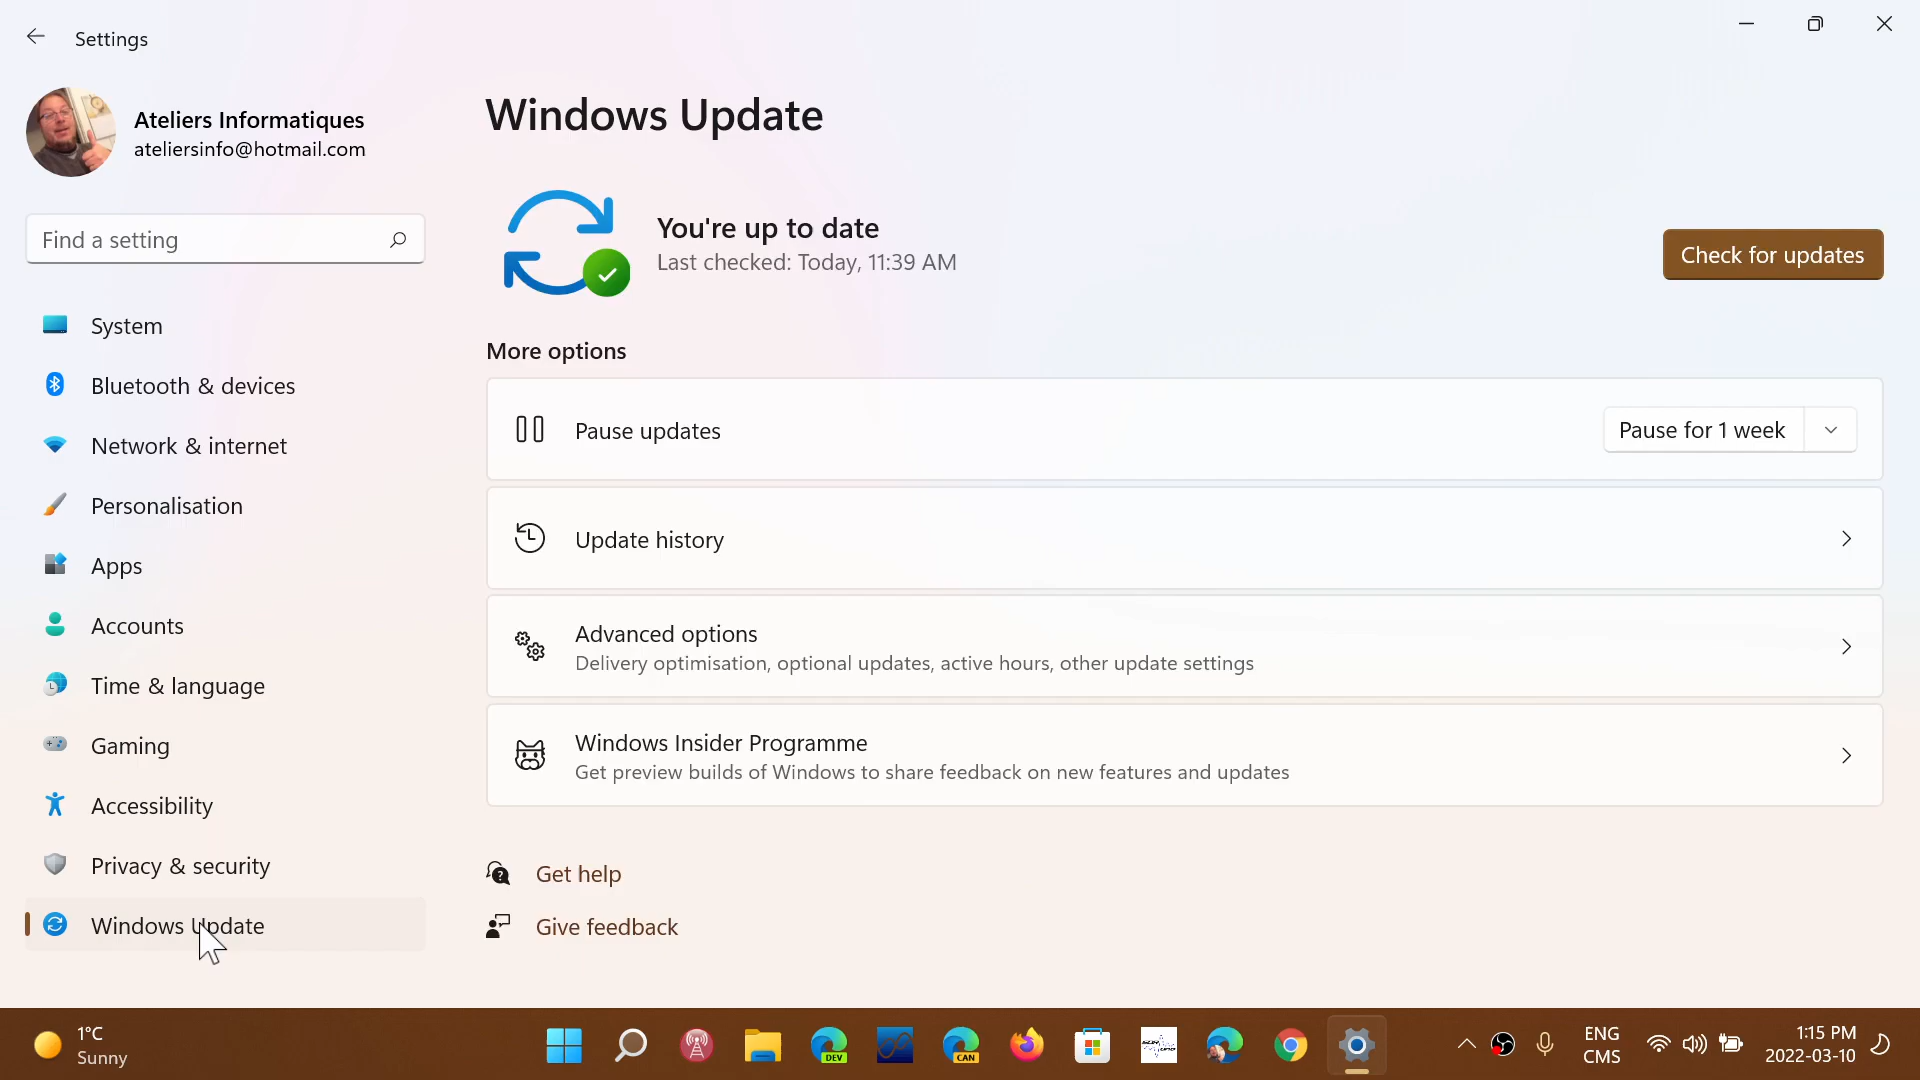 Settings
Ateliers Informatiques
ateliersinfo@hotmail.com
Find a setting
System
Bluetooth & devices
Network & internet
Personalisation
Apps
Accounts
Time & language
Gaming
Accessibility
Privacy & security
Windows Update
Windows Update
You're up to date
Last checked: Today, 11:39 AM
Check for updates
More options
Pause updates
Pause for 1 week
Update history
Advanced options
Delivery optimisation, optional updates, active hours, other update settings
Windows Insider Programme
Get preview builds of Windows to share feedback on new features and updates
Get help
Give feedback
1°C
Sunny
DEV
CAN
ENG
CMS
1:15 PM
2022-03-10